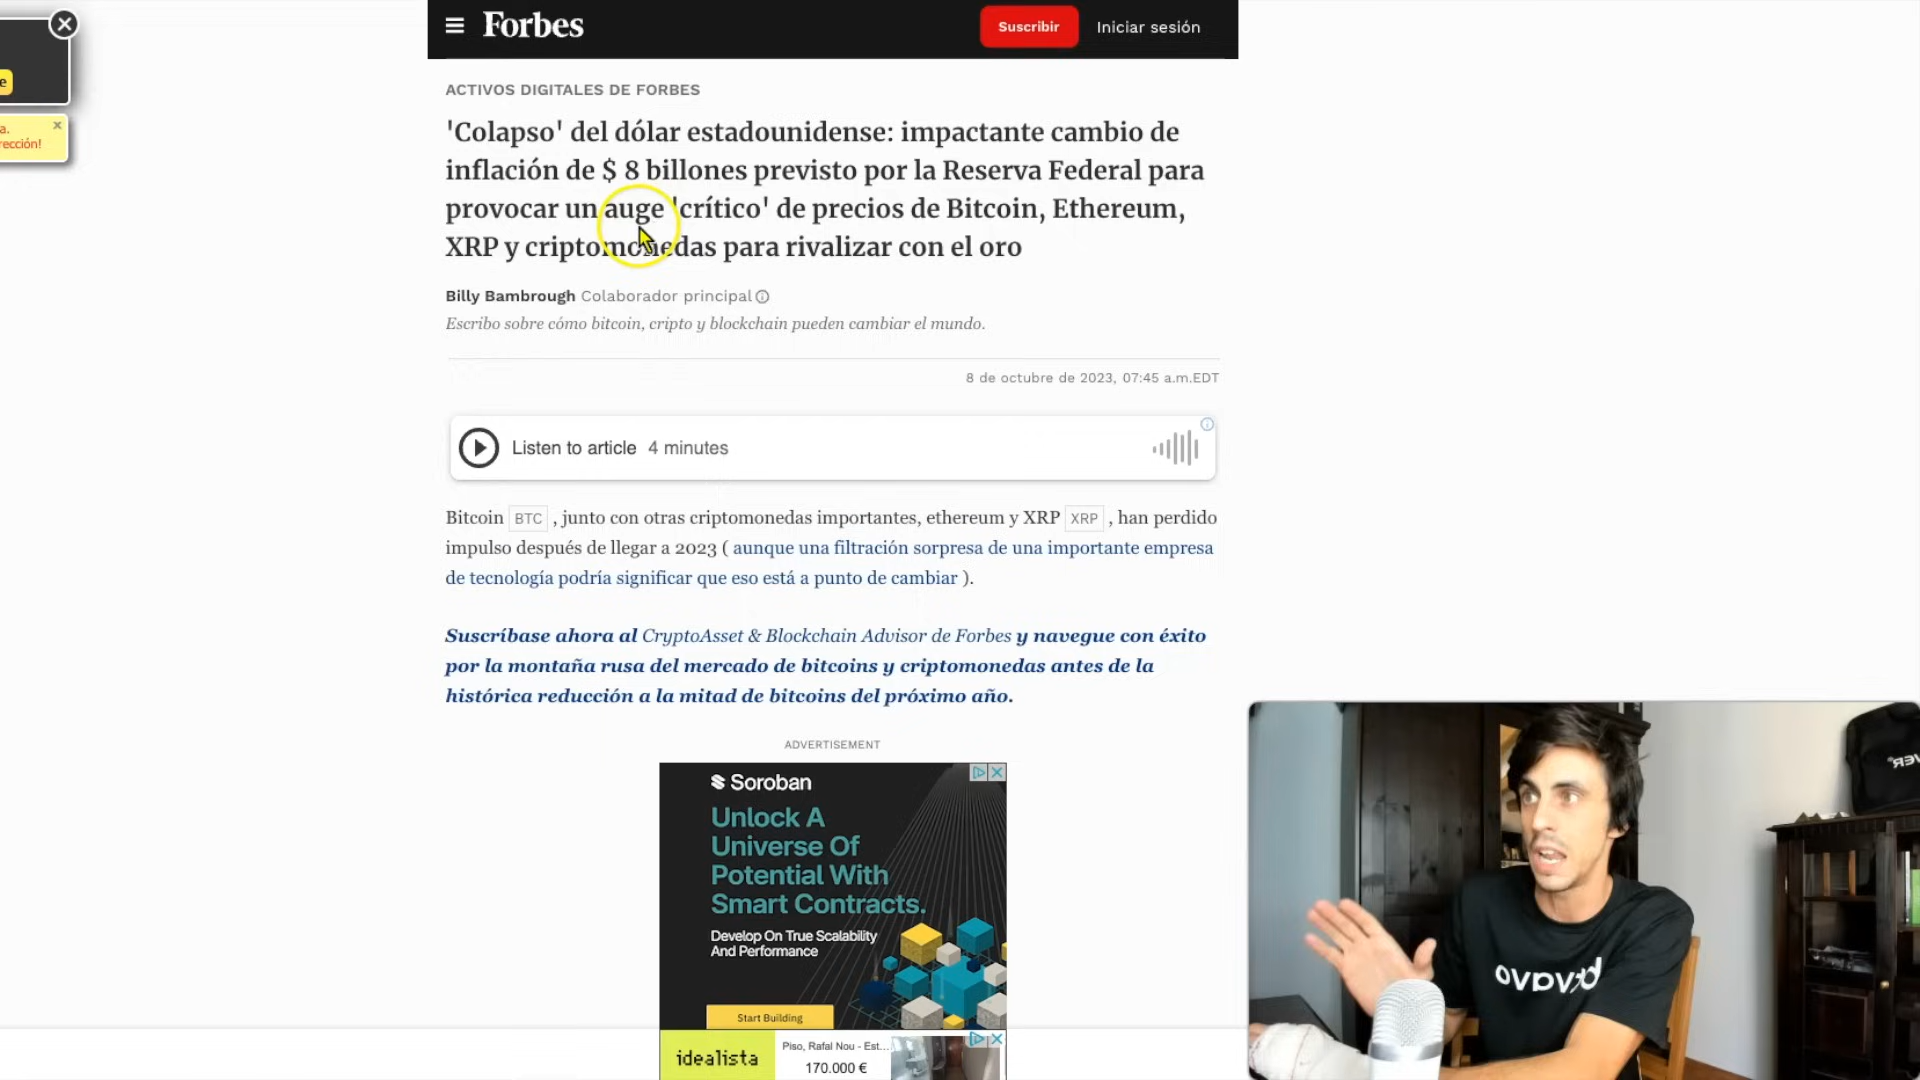 e
a.
rección!
Forbes
Suscribir
Iniciar sesión
ACTIVOS DIGITALES DE FORBES
'Colapso' del dólar estadounidense: impactante cambio de
inflación de $ 8 billones previsto por la Reserva Federal para
provocar un auge 'crítico' de precios de Bitcoin, Ethereum,
XRP y criptomonedas para rivalizar con el oro
Billy Bambrough Colaborador principal
Escribo sobre cómo bitcoin, cripto y blockchain pueden cambiar el mundo.
8 de octubre de 2023, 07:45 a.m.EDT
Listen to article 4 minutes
Bitcoin BTC , junto con otras criptomonedas importantes, ethereum y XRP XRP , han perdido
impulso después de llegar a 2023 ( aunque una filtración sorpresa de una importante empresa
de tecnología podría significar que eso está a punto de cambiar ).
Suscríbase ahora al CryptoAsset & Blockchain Advisor de Forbes y navegue con éxito
por la montaña rusa del mercado de bitcoins y criptomonedas antes de la
histórica reducción a la mitad de bitcoins del próximo año.
ADVERTISEMENT
Soroban
Unlock A
Universe Of
Potential With
Smart Contracts.
Develop On True Scalability
And Performance
Start Building
idealista
Piso, Rafal Nou - Est...
170.000 €